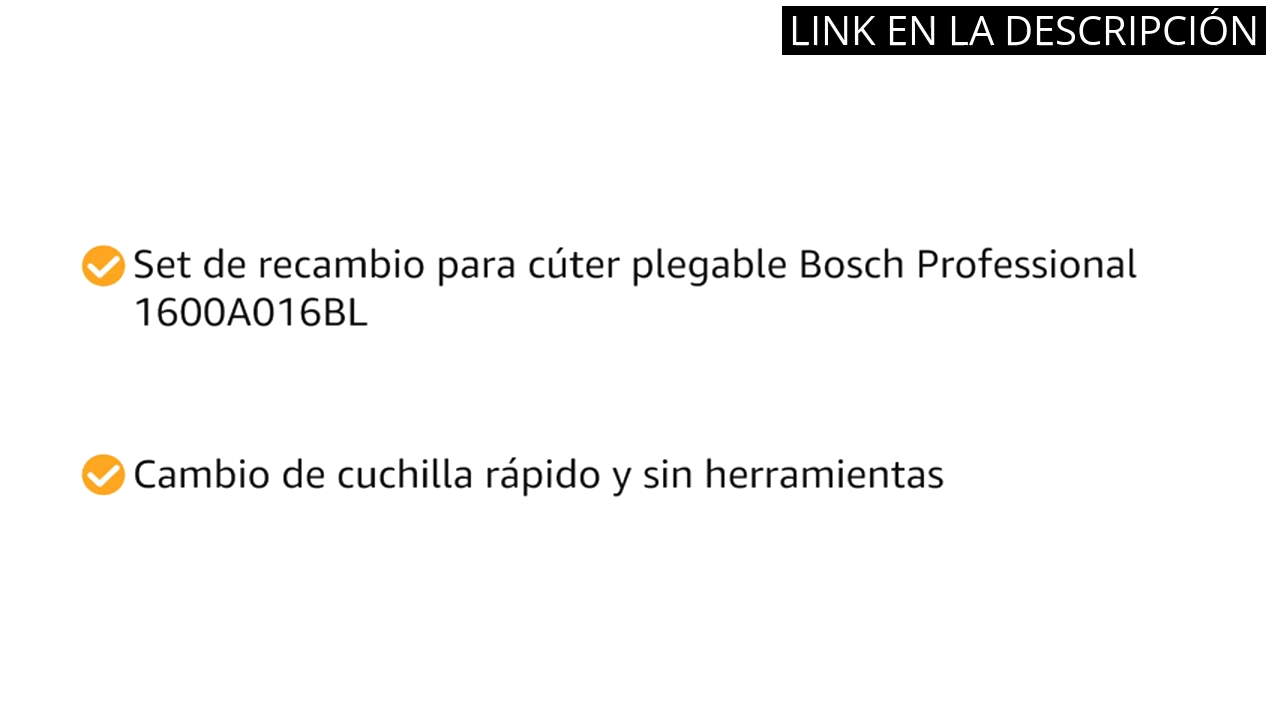 LINK EN LA DESCRIPCIÓN
Set de recambio para cúter plegable Bosch Professional
1600A016BL
Cambio de cuchilla rápido y sin herramientas